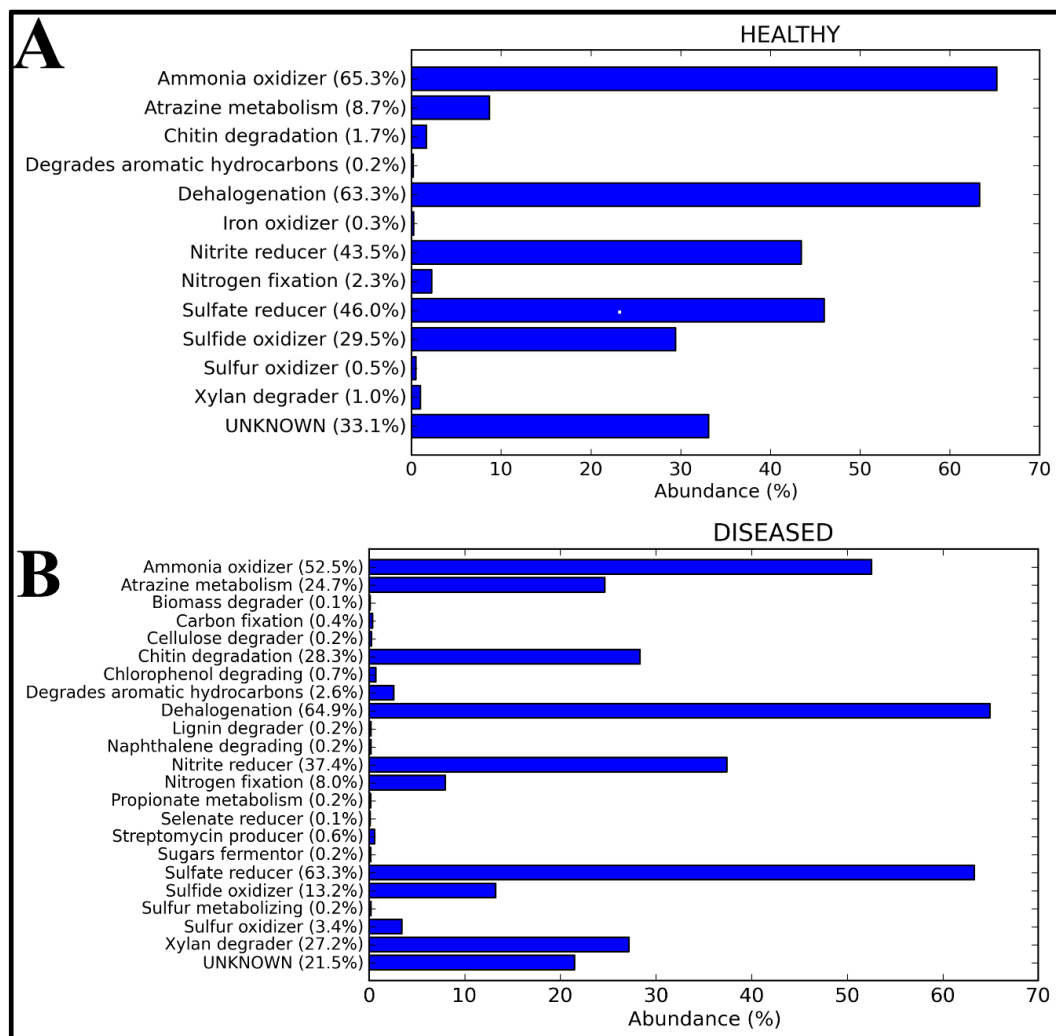 A
HEALTHY
Ammonia oxidizer (65.3%)
Atrazine metabolism (8.7%)
Chitin degradation (1.7%)
Degrades aromatic hydrocarbons (0.2%)
Dehalogenation (63.3%)
Iron oxidizer (0.3%)
Nitrite reducer (43.5%)
Nitrogen fixation (2.3%)
Sulfate reducer (46.0%)
Sulfide oxidizer (29.5%)
Sulfur oxidizer (0.5%)
Xylan degrader (1.0%)
UNKNOWN (33.1%)
0 10 20 30 40 50 60 70
Abundance (%)
B
DISEASED
Ammonia oxidizer (52.5%)
Atrazine metabolism (24.7%)
Biomass degrader (0.1%)
Carbon fixation (0.4%)
Cellulose degrader (0.2%)
Chitin degradation (28.3%)
Chlorophenol degrading (0.7%)
Degrades aromatic hydrocarbons (2.6%)
Dehalogenation (64.9%)
Lignin degrader (0.2%)
Naphthalene degrading (0.2%)
Nitrite reducer (37.4%)
Nitrogen fixation (8.0%)
Propionate metabolism (0.2%)
Selenate reducer (0.1%)
Streptomycin producer (0.6%)
Sugars fermentor (0.2%)
Sulfate reducer (63.3%)
Sulfide oxidizer (13.2%)
Sulfur metabolizing (0.2%)
Sulfur oxidizer (3.4%)
Xylan degrader (27.2%)
UNKNOWN (21.5%)
0 10 20 30 40 50 60 70
Abundance (%)